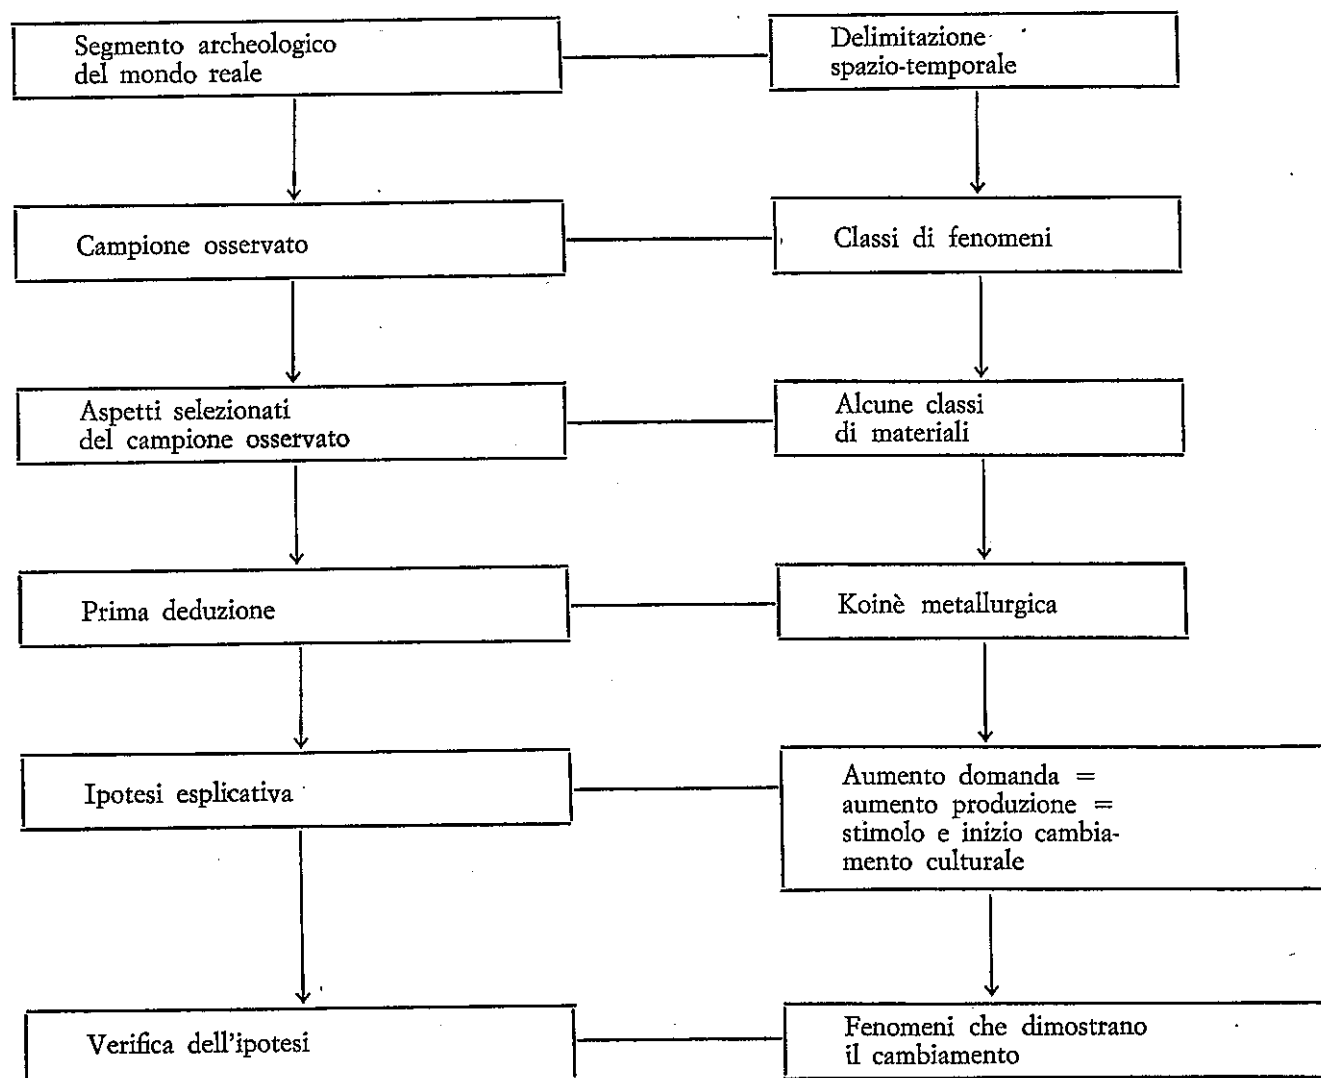 Segmento archeologico
del mondo reale
Delimitazione
spazio-temporale
Campione osservato
Classi di fenomeni
Aspetti selezionati
del campione osservato
Alcune classi
di materiali
Prima deduzione
Koinè metallurgica
Ipotesi esplicativa
Aumento domanda =
aumento produzione =
stimolo e inizio cambia-
mento culturale
Verifica dell'ipotesi
Fenomeni che dimostrano
il cambiamento